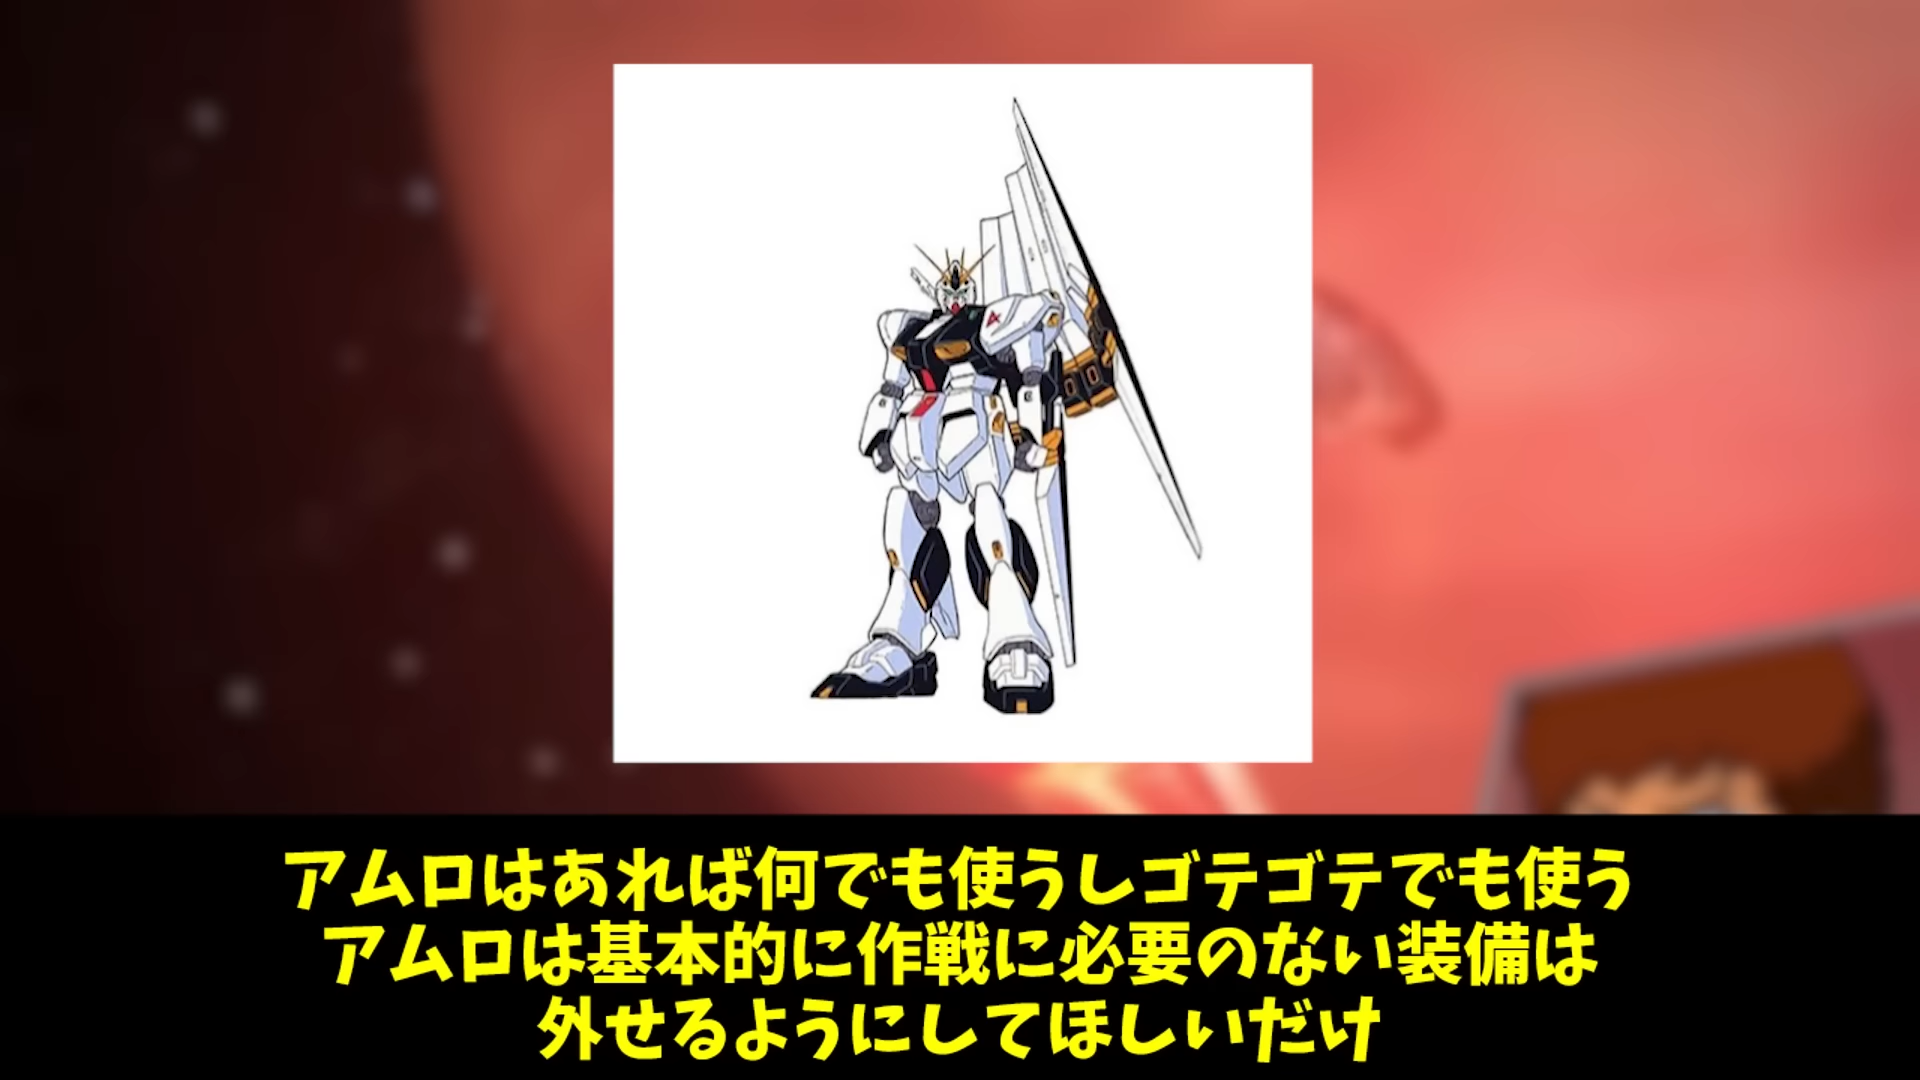 アムロはあれば何でも使うしゴテゴテでも使う
アムロは基本的に作戦に必要のない装備は
外せるようにしてほしいだけ